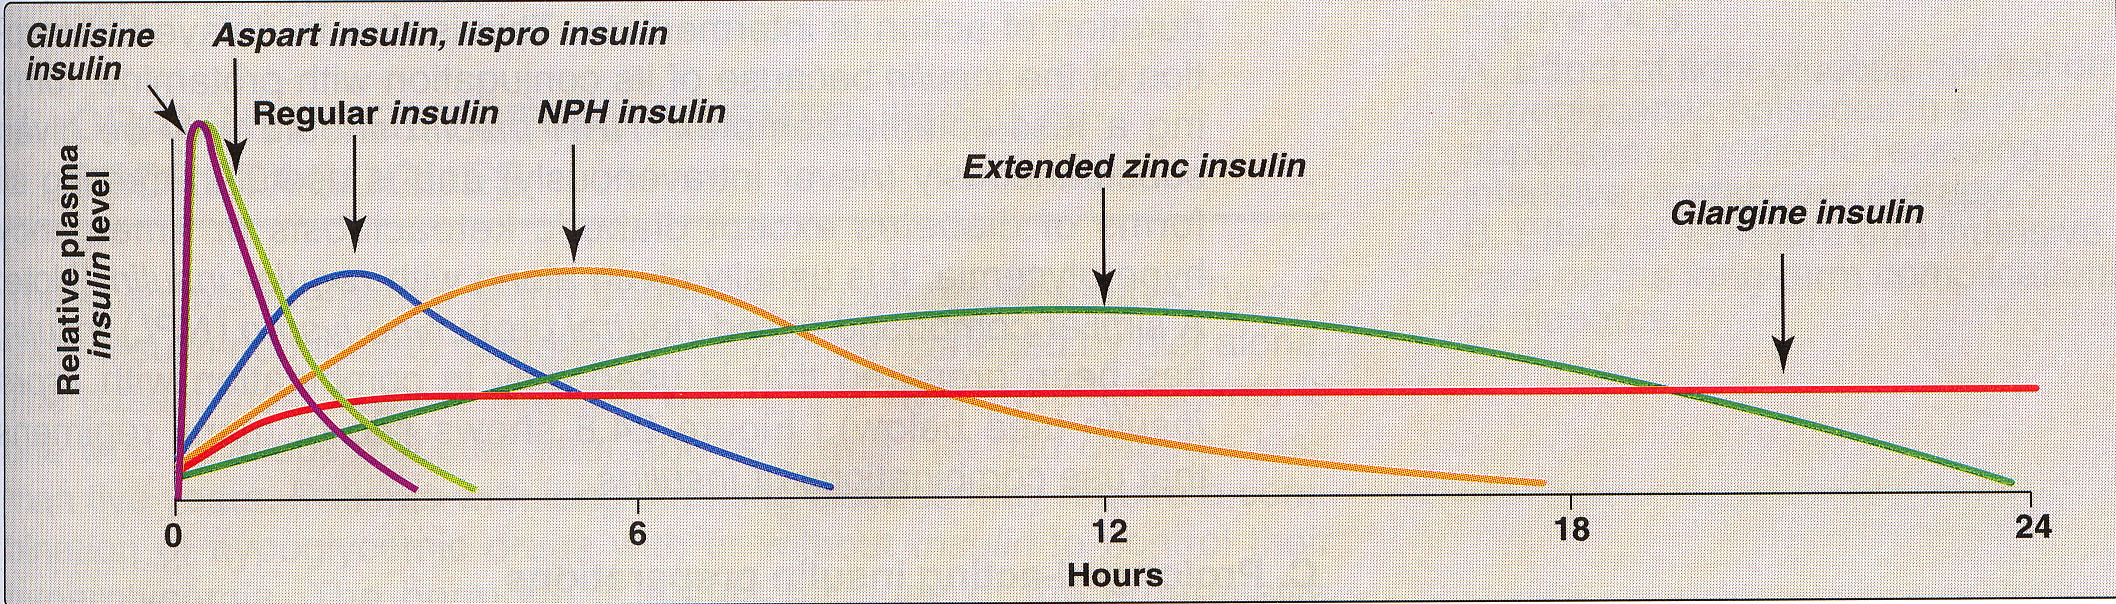 Glulisine
insulin
Aspart insulin, lispro insulin
Regular insulin
NPH insulin
Extended zinc insulin
Glargine insulin
Relative plasma
insulin level
0
6
12
18
24
Hours